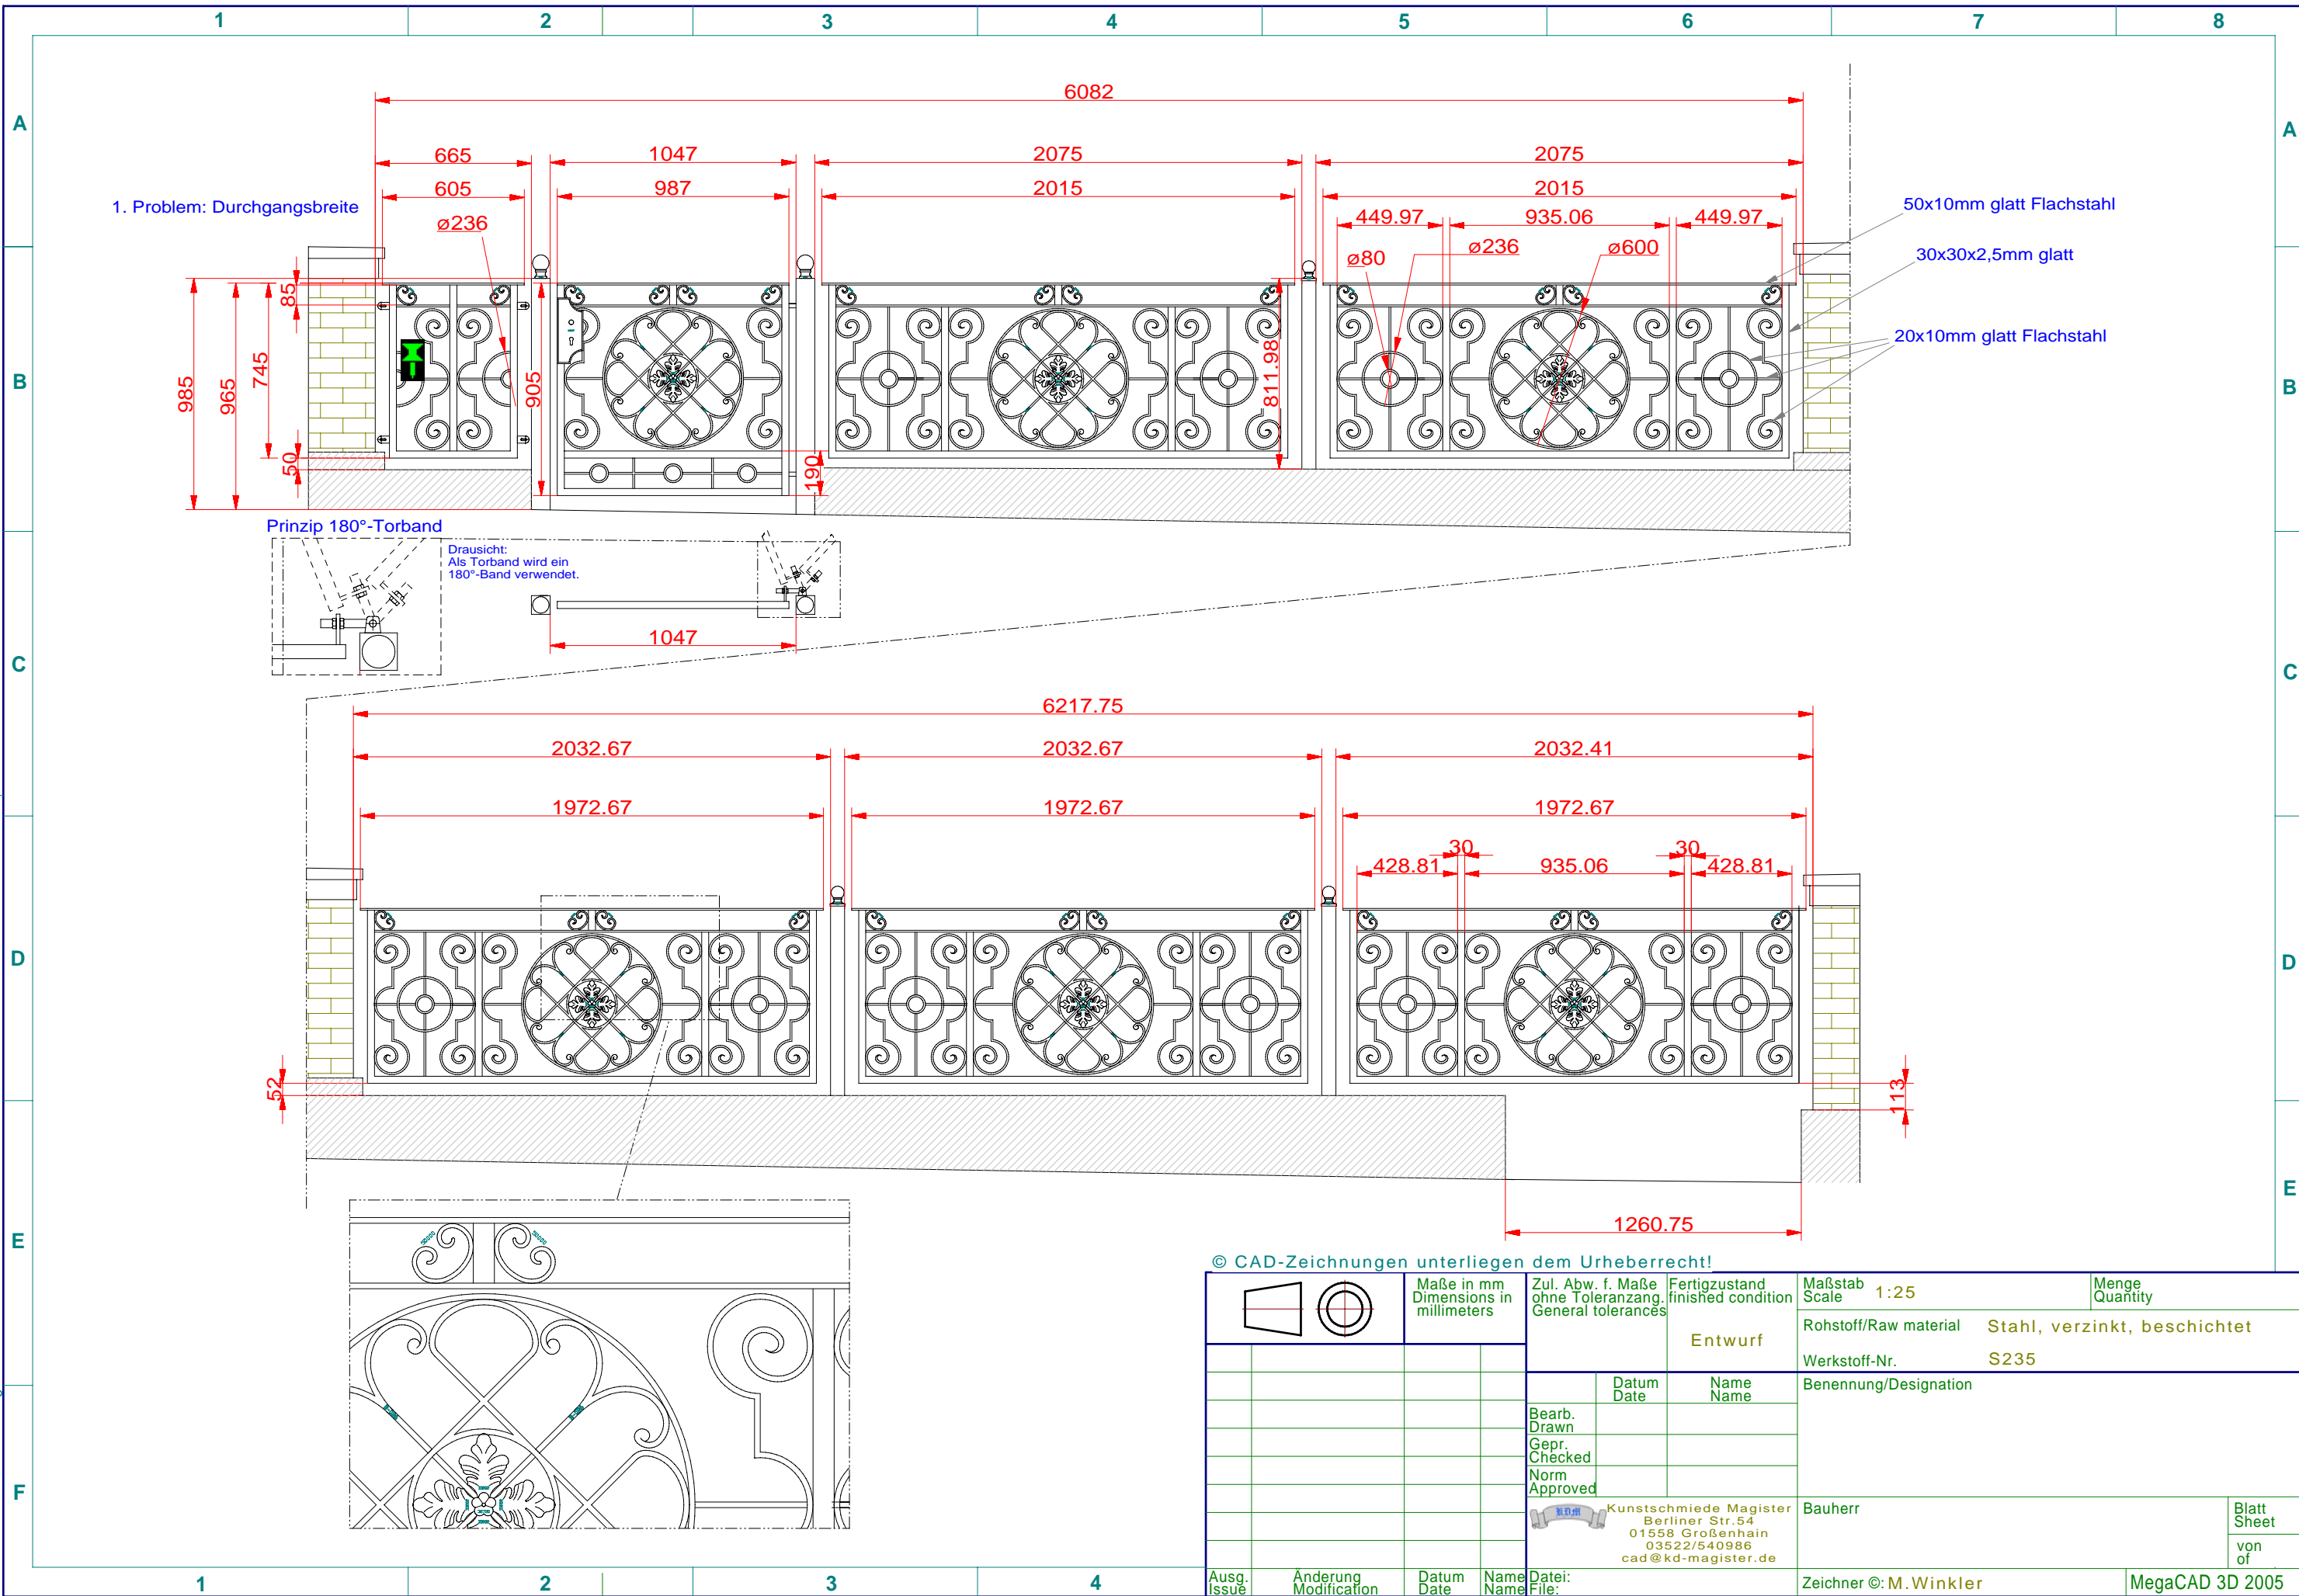 1 2 3 4 5 6 7 8
A A
6082
665 1047 2075 2075
605 987 2015 2015
1. Problem: Durchgangsbreite
50x10mm glatt Flachstahl
449.97 935.06 449.97
ø236
ø80 ø236 ø600
30x30x2,5mm glatt
20x10mm glatt Flachstahl
B B
985 965 745 85 50 905 190 811.98
Prinzip 180°-Torband
Drausicht:
Als Torband wird ein
180°-Band verwendet.
1047
C C
6217.75
2032.67 2032.67 2032.41
1972.67 1972.67 1972.67
30 30
428.81 935.06 428.81
D D
52 113
1260.75
E E
F
© CAD-Zeichnungen unterliegen dem Urheberrecht!
Maße in mm
Dimensions in
millimeters
Zul. Abw. f. Maße
ohne Toleranzang.
General tolerances
Fertigzustand
finished condition
Entwurf
Maßstab
Scale 1:25
Menge
Quantity
Rohstoff/Raw material Stahl, verzinkt, beschichtet
Werkstoff-Nr. S235
Datum
Date
Name
Name
Benennung/Designation
Bearb.
Drawn
Gepr.
Checked
Norm
Approved
KDM
Kunstschmiede Magister
Berliner Str.54
01558 Großenhain
03522/540986
cad@kd-magister.de
Bauherr
Blatt
Sheet
von
of
Ausg.
Issue
Änderung
Modification
Datum
Date
Name
Name
Datei:
File:
Zeichner ©: M.Winkler
MegaCAD 3D 2005
1 2 3 4